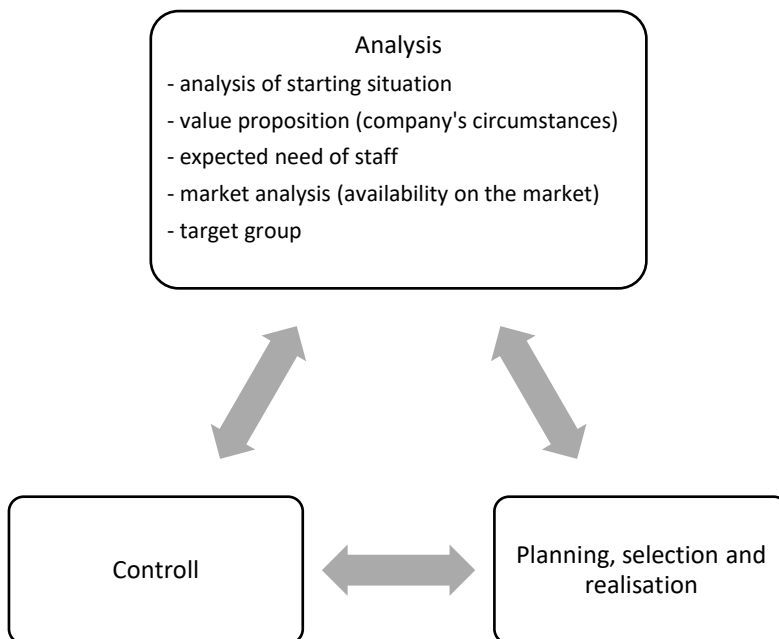 Analysis
- analysis of starting situation
- value proposition (company's circumstances)
- expected need of staff
- market analysis (availability on the market)
- target group
Controll
Planning, selection and
realisation